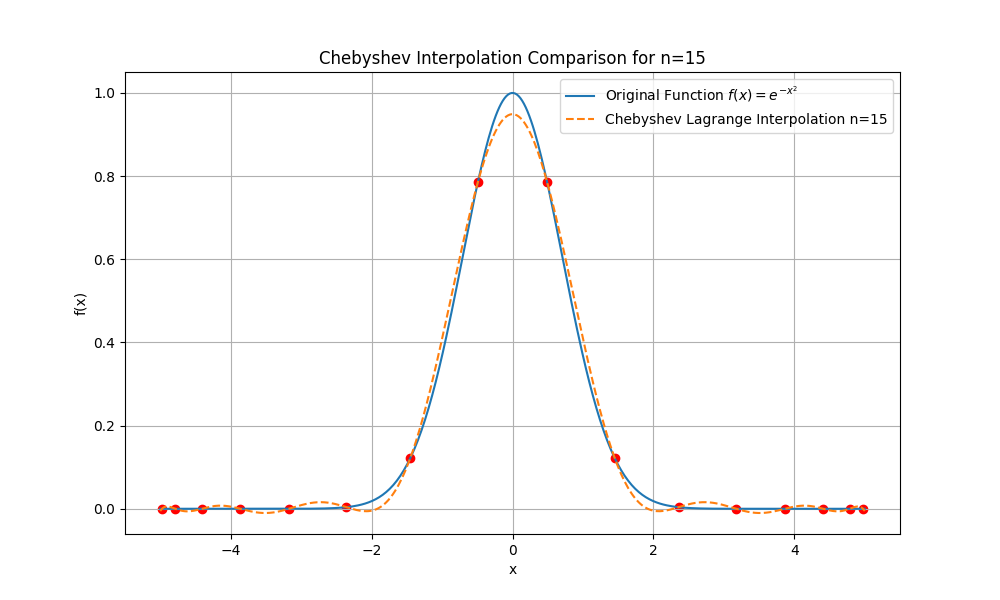 Chebyshev Interpolation Comparison for n=15
Original Function f(x) = e^{-x^2}
Chebyshev Lagrange Interpolation n=15
1.0
0.8
0.6
0.4
0.2
0.0
f(x)
−4
−2
0
2
4
x